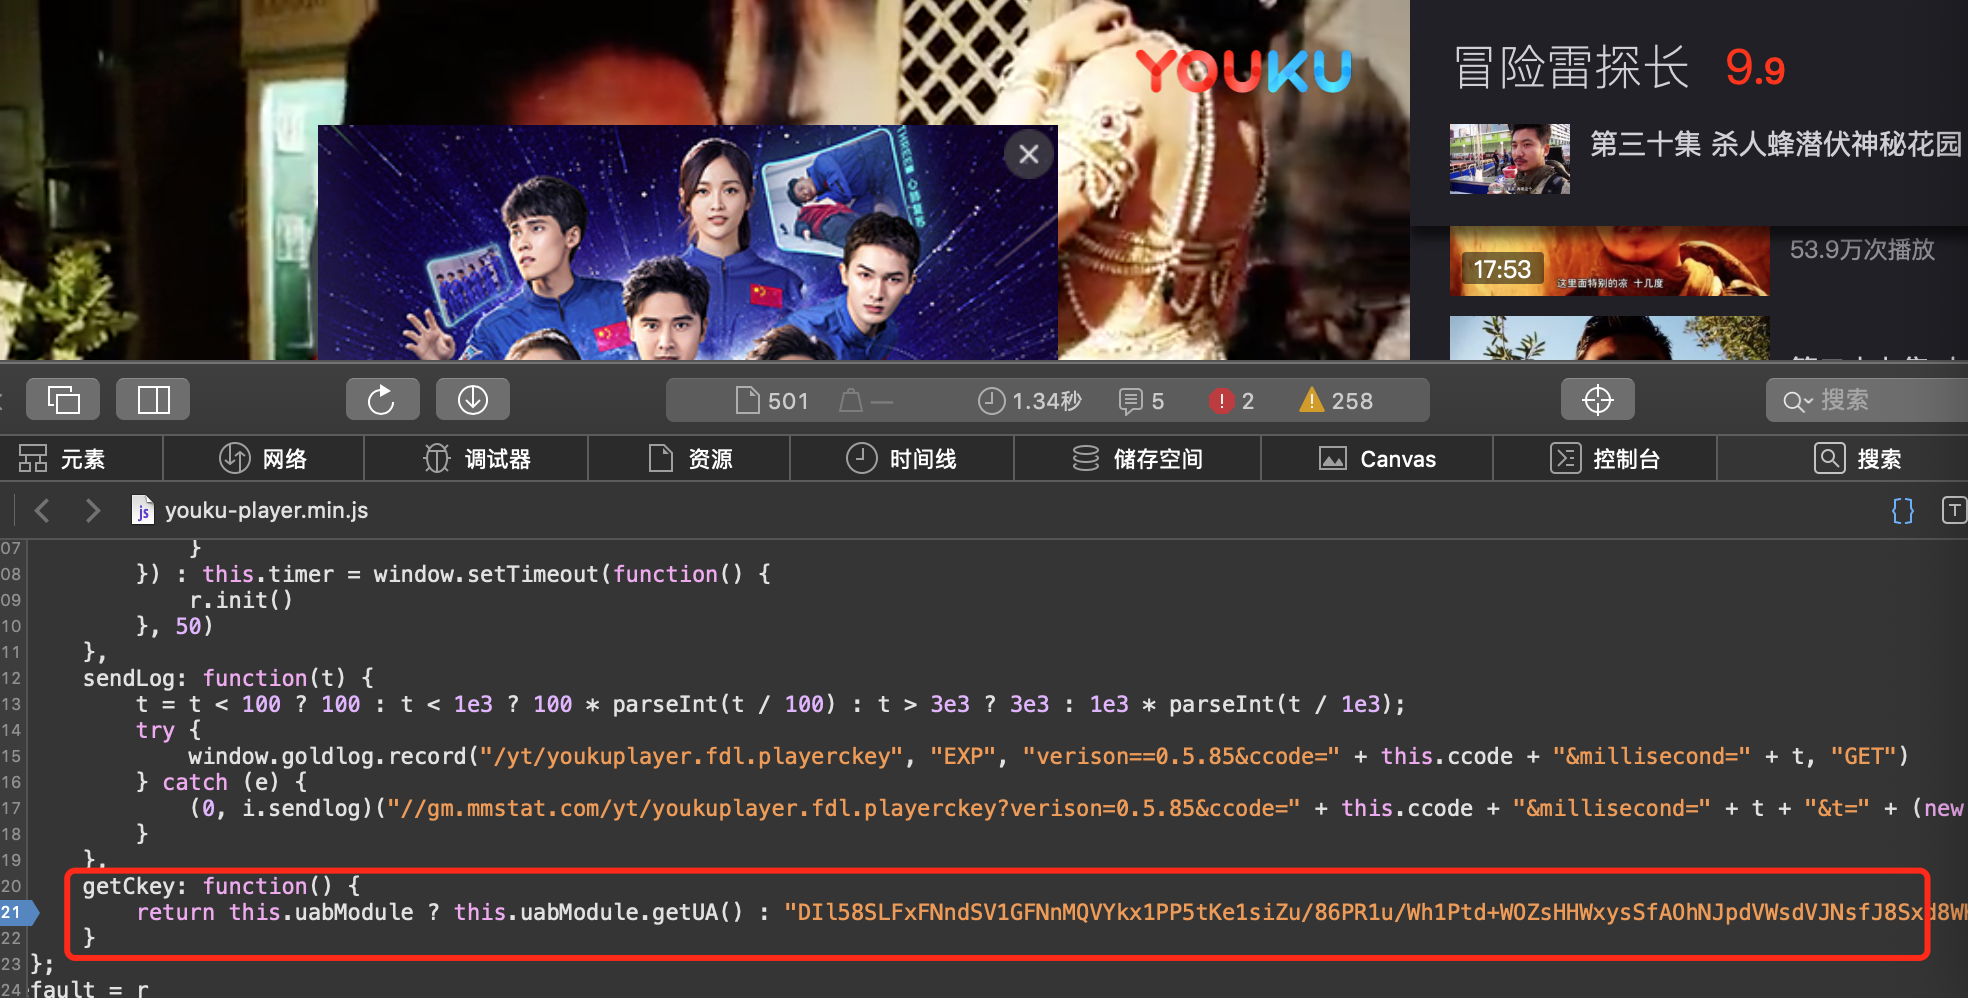 YOUKU
冒险雷探长 9.9
第三十集 杀人蜂潜伏神秘花园
53.9万次播放
17:53
这里面特别的凉 十几度
501 — 1.34秒 5 2 258 搜索
元素 网络 调试器 资源 时间线 储存空间 Canvas 控制台 搜索
youku-player.min.js
07 }
08 }) : this.timer = window.setTimeout(function() {
09 r.init()
10 }, 50)
11 },
12 sendLog: function(t) {
13 t = t < 100 ? 100 : t < 1e3 ? 100 * parseInt(t / 100) : t > 3e3 ? 3e3 : 1e3 * parseInt(t / 1e3);
14 try {
15 window.goldlog.record("/yt/youkuplayer.fdl.playerckey", "EXP", "verison==0.5.85&ccode=" + this.ccode + "&millisecond=" + t, "GET")
16 } catch (e) {
17 (0, i.sendlog)("//gm.mmstat.com/yt/youkuplayer.fdl.playerckey?verison=0.5.85&ccode=" + this.ccode + "&millisecond=" + t + "&t=" + (new
18 }
19 },
20 getCkey: function() {
21 return this.uabModule ? this.uabModule.getUA() : "DIl58SLFxFNndSV1GFNnMQVYkx1PP5tKe1siZu/86PR1u/Wh1Ptd+WOZsHHWxysSfAOhNJpdVWsdVJNsfJ8Sxd8W
22 }
23 };
24 fault = r